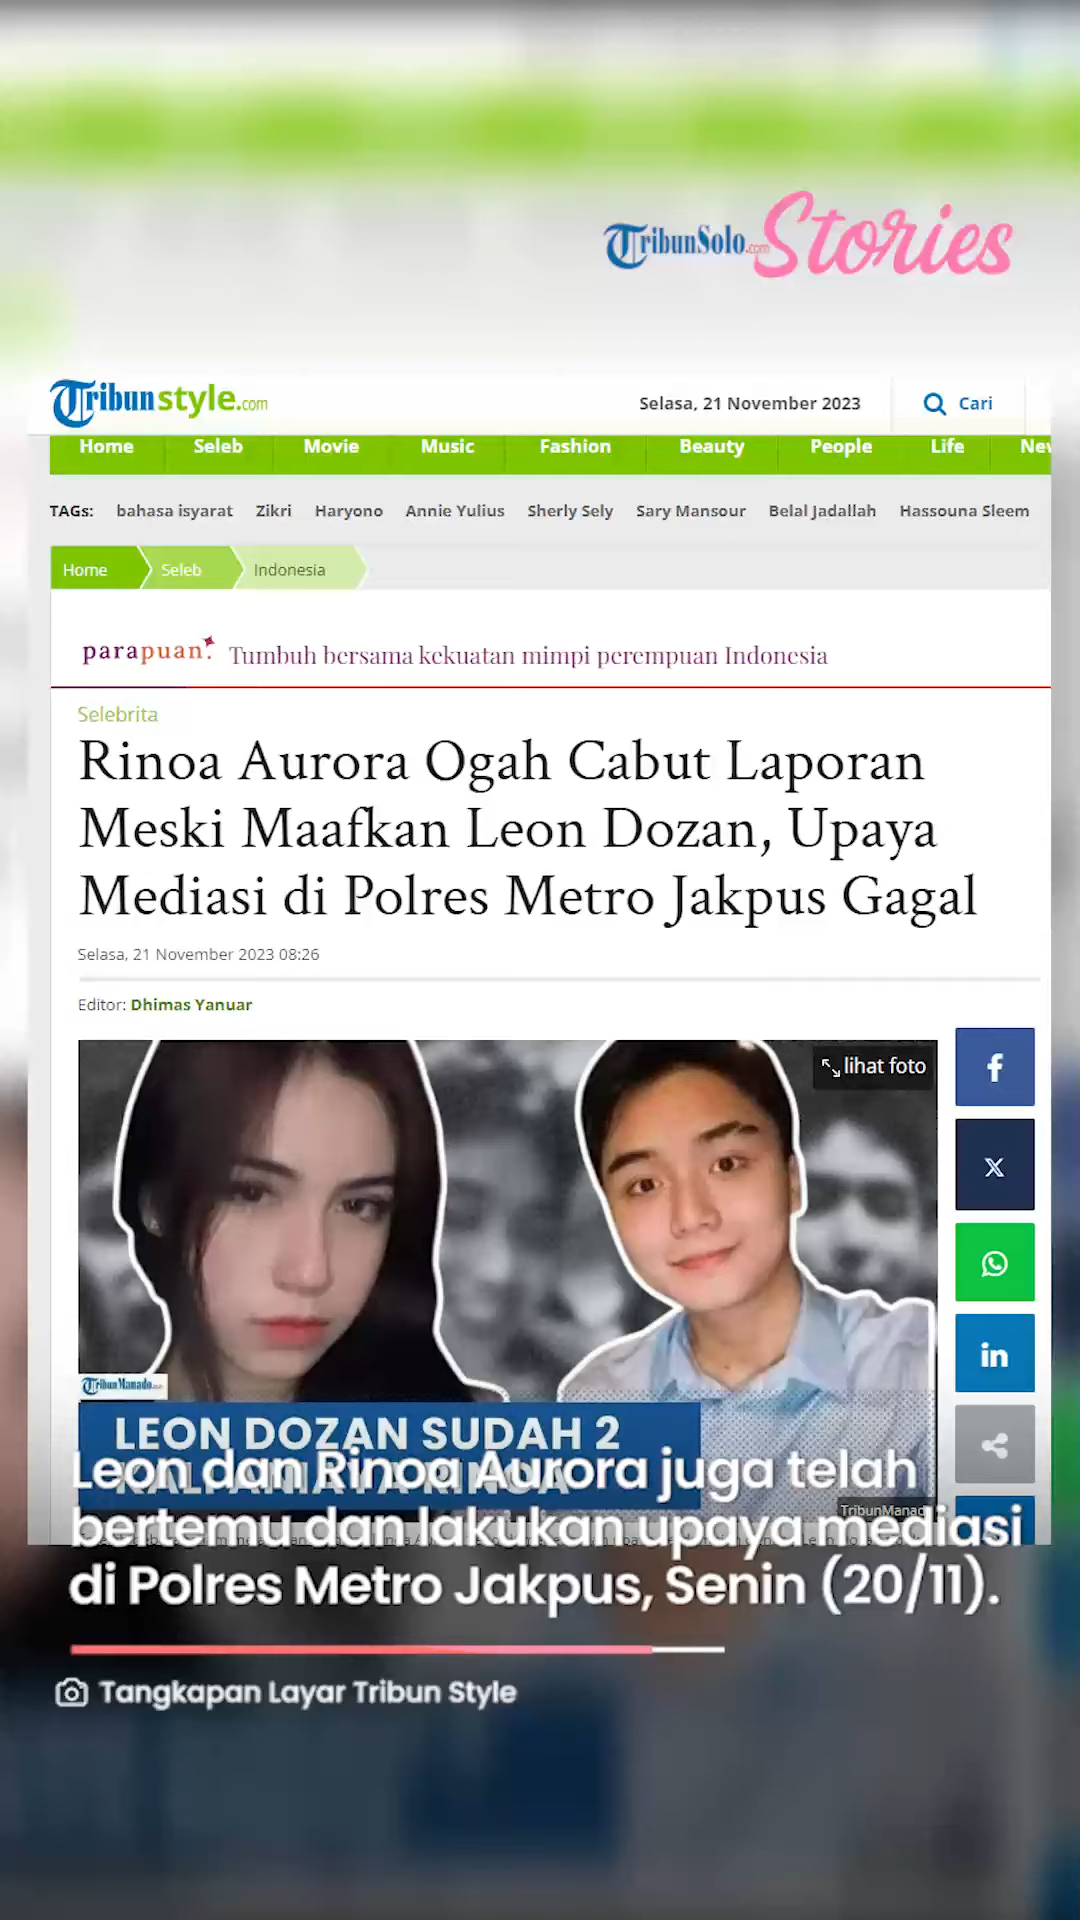 TribunSolo.com Stories
Tribunstyle.com
Selasa, 21 November 2023
Cari
Home Seleb Movie Music Fashion Beauty People Life New
TAGs: bahasa isyarat Zikri Haryono Annie Yulius Sherly Sely Sary Mansour Belal Jadallah Hassouna Sleem
Home Seleb Indonesia
parapuan. Tumbuh bersama kekuatan mimpi perempuan Indonesia
Selebrita
Rinoa Aurora Ogah Cabut Laporan
Meski Maafkan Leon Dozan, Upaya
Mediasi di Polres Metro Jakpus Gagal
Selasa, 21 November 2023 08:26
Editor: Dhimas Yanuar
lihat foto
f
X
in
TribunManado
LEON DOZAN SUDAH 2
TribunManado
Leon dan Rinoa Aurora juga telah
bertemu dan lakukan upaya mediasi
di Polres Metro Jakpus, Senin (20/11).
Tangkapan Layar Tribun Style